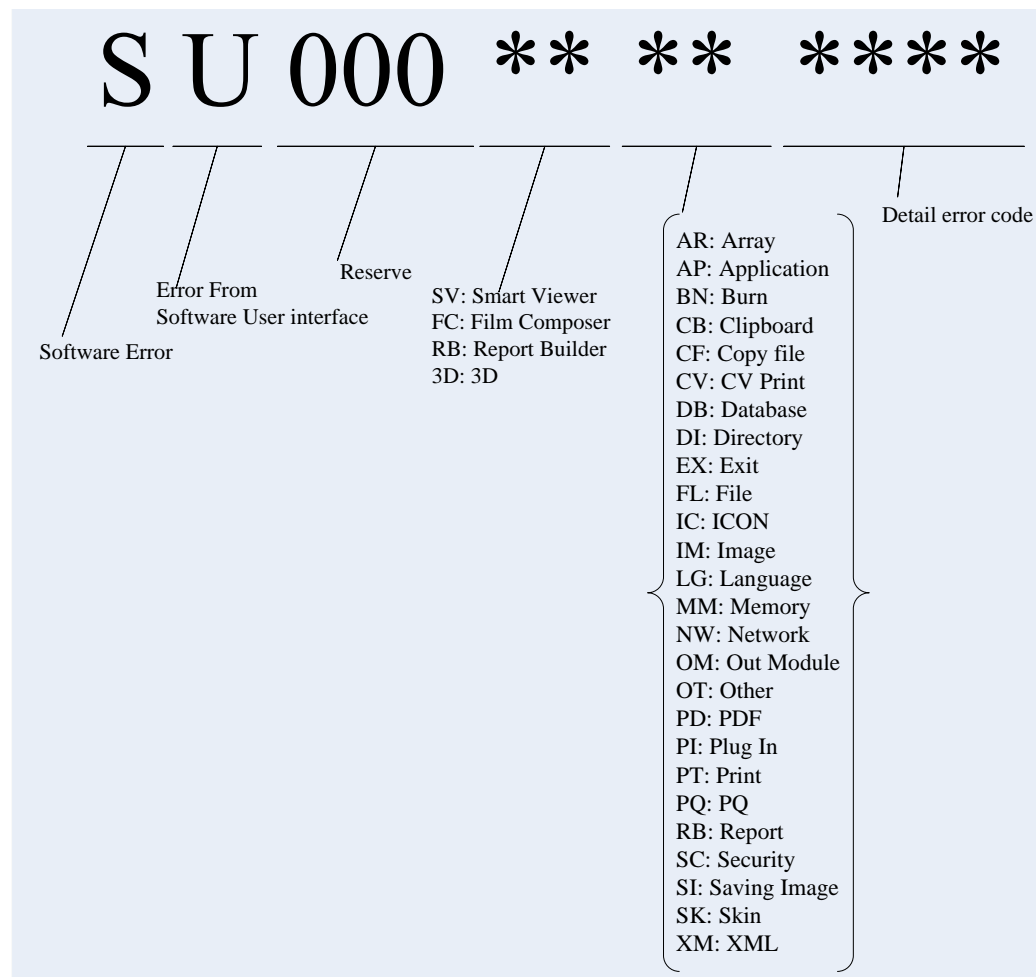 S U 000 ** ** ****
Detail error code
Reserve
Error From
Software User interface
Software Error
SV: Smart Viewer
FC: Film Composer
RB: Report Builder
3D: 3D
AR: Array
AP: Application
BN: Burn
CB: Clipboard
CF: Copy file
CV: CV Print
DB: Database
DI: Directory
EX: Exit
FL: File
IC: ICON
IM: Image
LG: Language
MM: Memory
NW: Network
OM: Out Module
OT: Other
PD: PDF
PI: Plug In
PT: Print
PQ: PQ
RB: Report
SC: Security
SI: Saving Image
SK: Skin
XM: XML